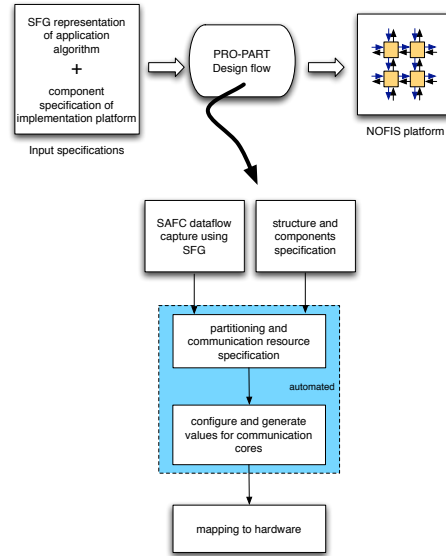 SFG representation
of application
algorithm
+
component
specification of
implementation platform
Input specifications
PRO-PART
Design flow
NOFIS platform
SAFC dataflow
capture using
SFG
structure and
components
specification
partitioning and
communication resource
specification
automated
configure and generate
values for communication
cores
mapping to hardware